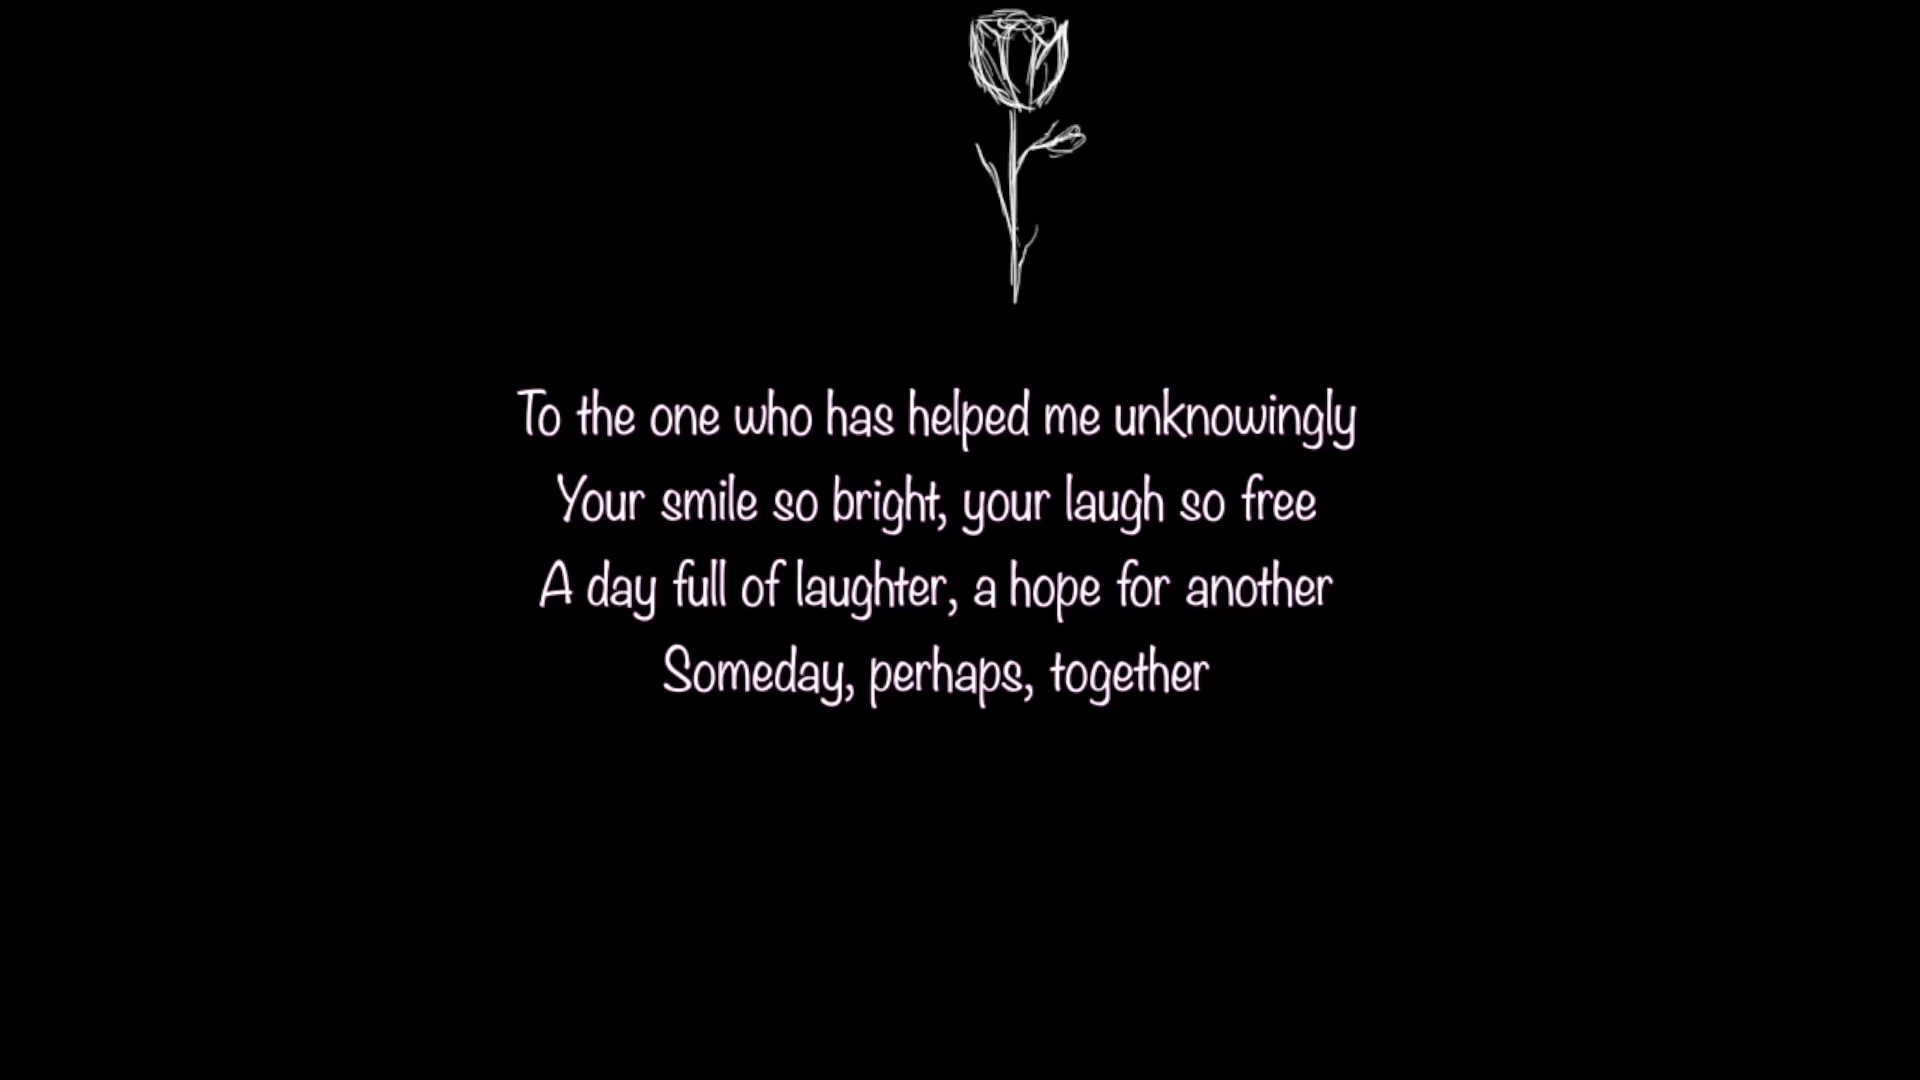 To the one who has helped me unknowingly
Your smile so bright, your laugh so free
A day full of laughter, a hope for another
Someday, perhaps, together